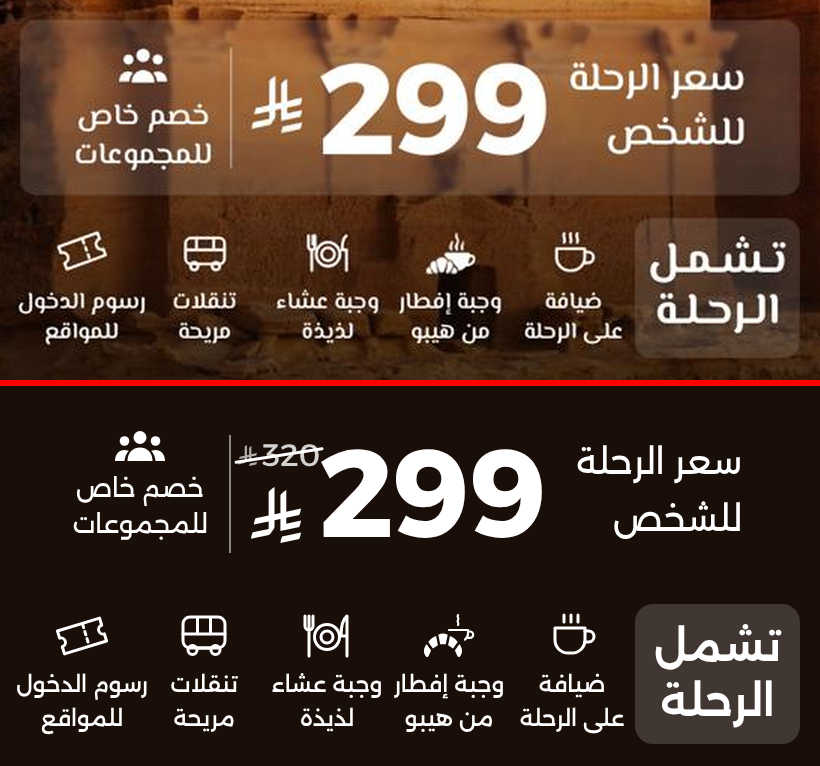 سعر الرحلة
للشخص
299
خصم خاص
للمجموعات
تشمل
الرحلة
ضيافة
على الرحلة
وجبة إفطار
من هيبو
وجبة عشاء
لذيذة
تنقلات
مريحة
رسوم الدخول
للمواقع
سعر الرحلة
للشخص
299
320
خصم خاص
للمجموعات
تشمل
الرحلة
ضيافة
على الرحلة
وجبة إفطار
من هيبو
وجبة عشاء
لذيذة
تنقلات
مريحة
رسوم الدخول
للمواقع